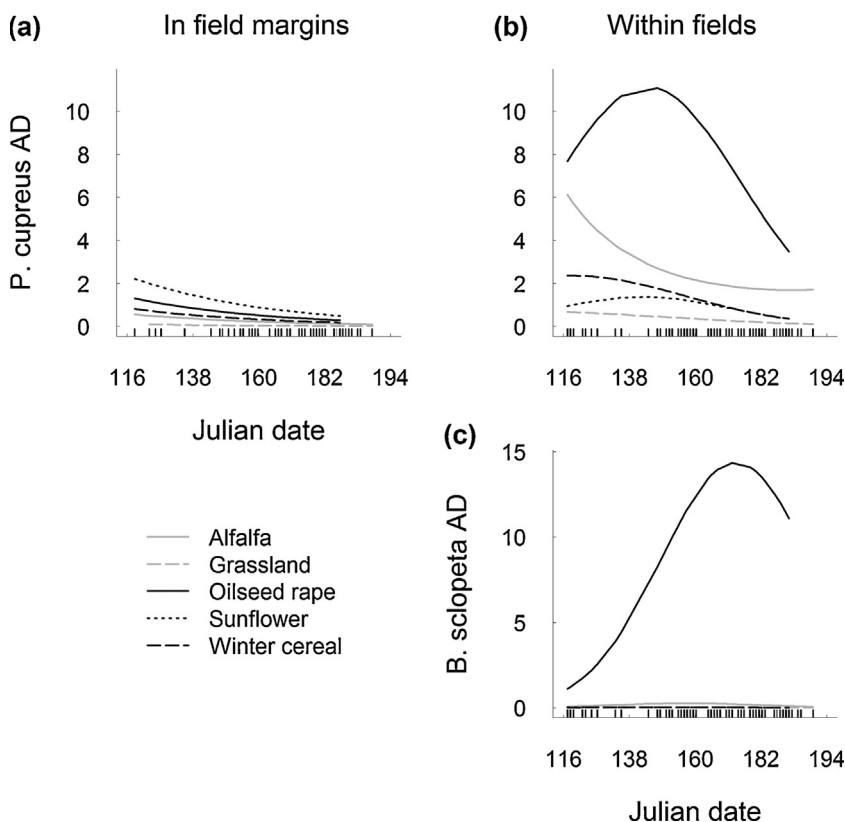 (a) In field margins
P. cupreus AD
10
8
6
4
2
0
116 138 160 182 194
Julian date
(b) Within fields
10
8
6
4
2
0
116 138 160 182 194
Alfalfa
Grassland
Oilseed rape
Sunflower
Winter cereal
(c)
B. sclopeta AD
15
10
5
0
116 138 160 182 194
Julian date